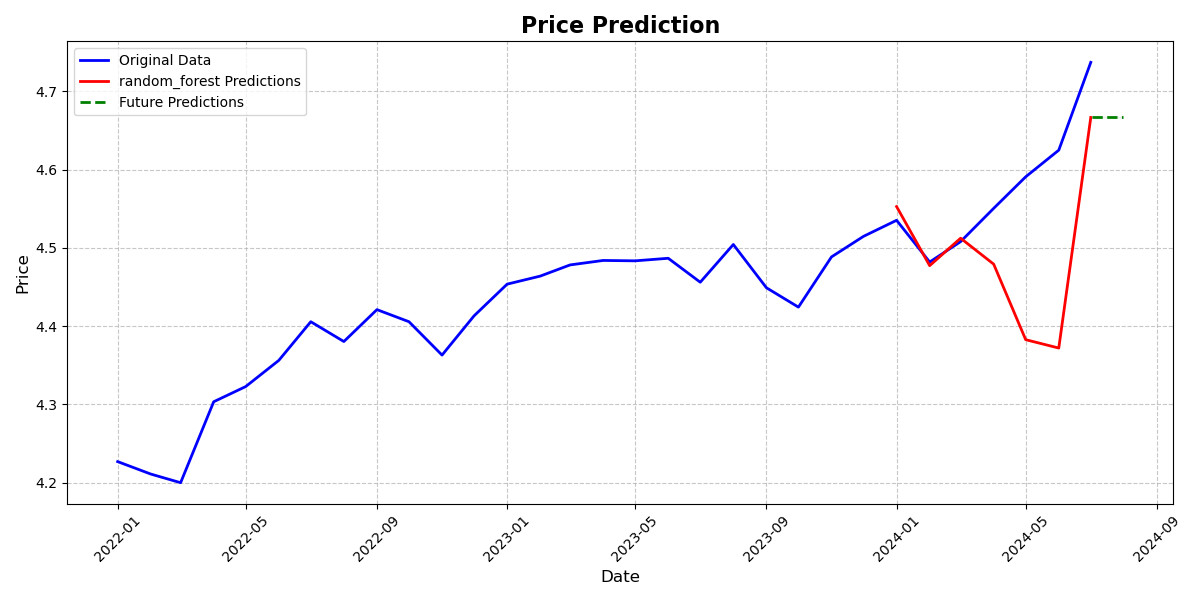 Price Prediction
Original Data
random_forest Predictions
Future Predictions
Price
4.7
4.6
4.5
4.4
4.3
4.2
2022-01
2022-05
2022-09
2023-01
2023-05
2023-09
2024-01
2024-05
2024-09
Date